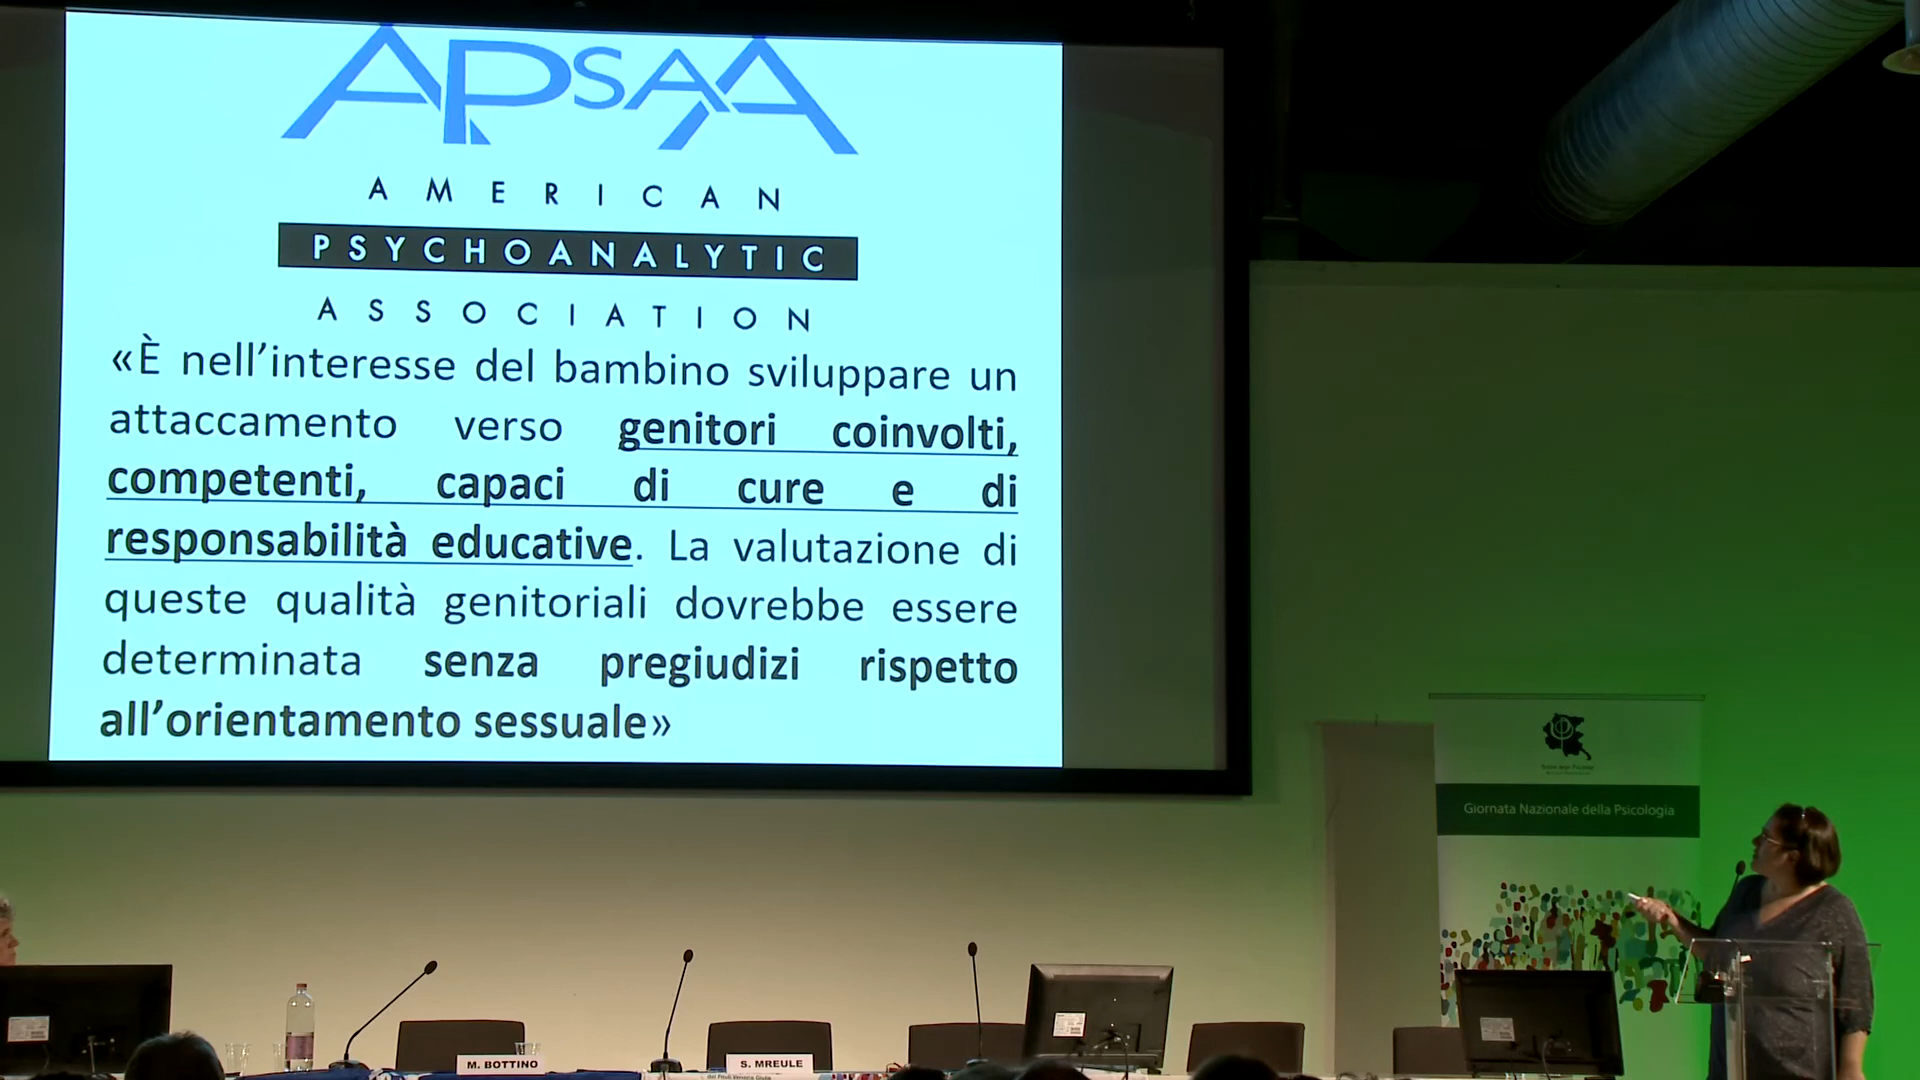 APSAA
AMERICAN
PSYCHOANALYTIC
ASSOCIATION
«È nell’interesse del bambino sviluppare un
attaccamento verso genitori coinvolti,
competenti, capaci di cure e di
responsabilità educative. La valutazione di
queste qualità genitoriali dovrebbe essere
determinata senza pregiudizi rispetto
all’orientamento sessuale»
Giornata Nazionale della Psicologia
M. BOTTINO
S. MREULE